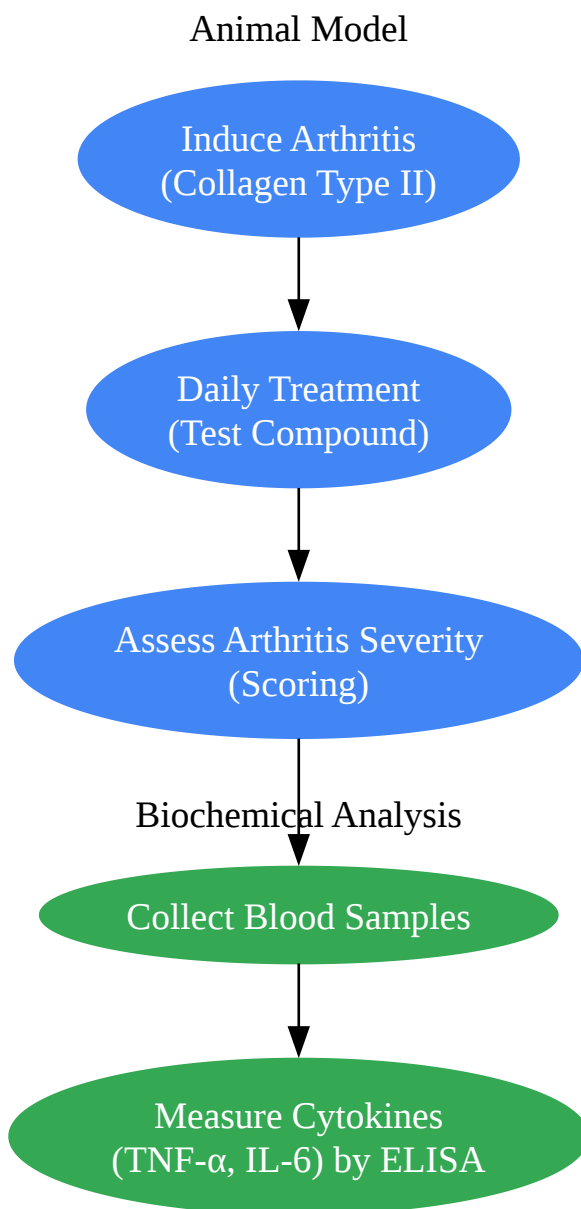 Animal Model
Induce Arthritis
(Collagen Type II)
Daily Treatment
(Test Compound)
Assess Arthritis Severity
(Scoring)
Biochemical Analysis
Collect Blood Samples
Measure Cytokines
(TNF-α, IL-6) by ELISA